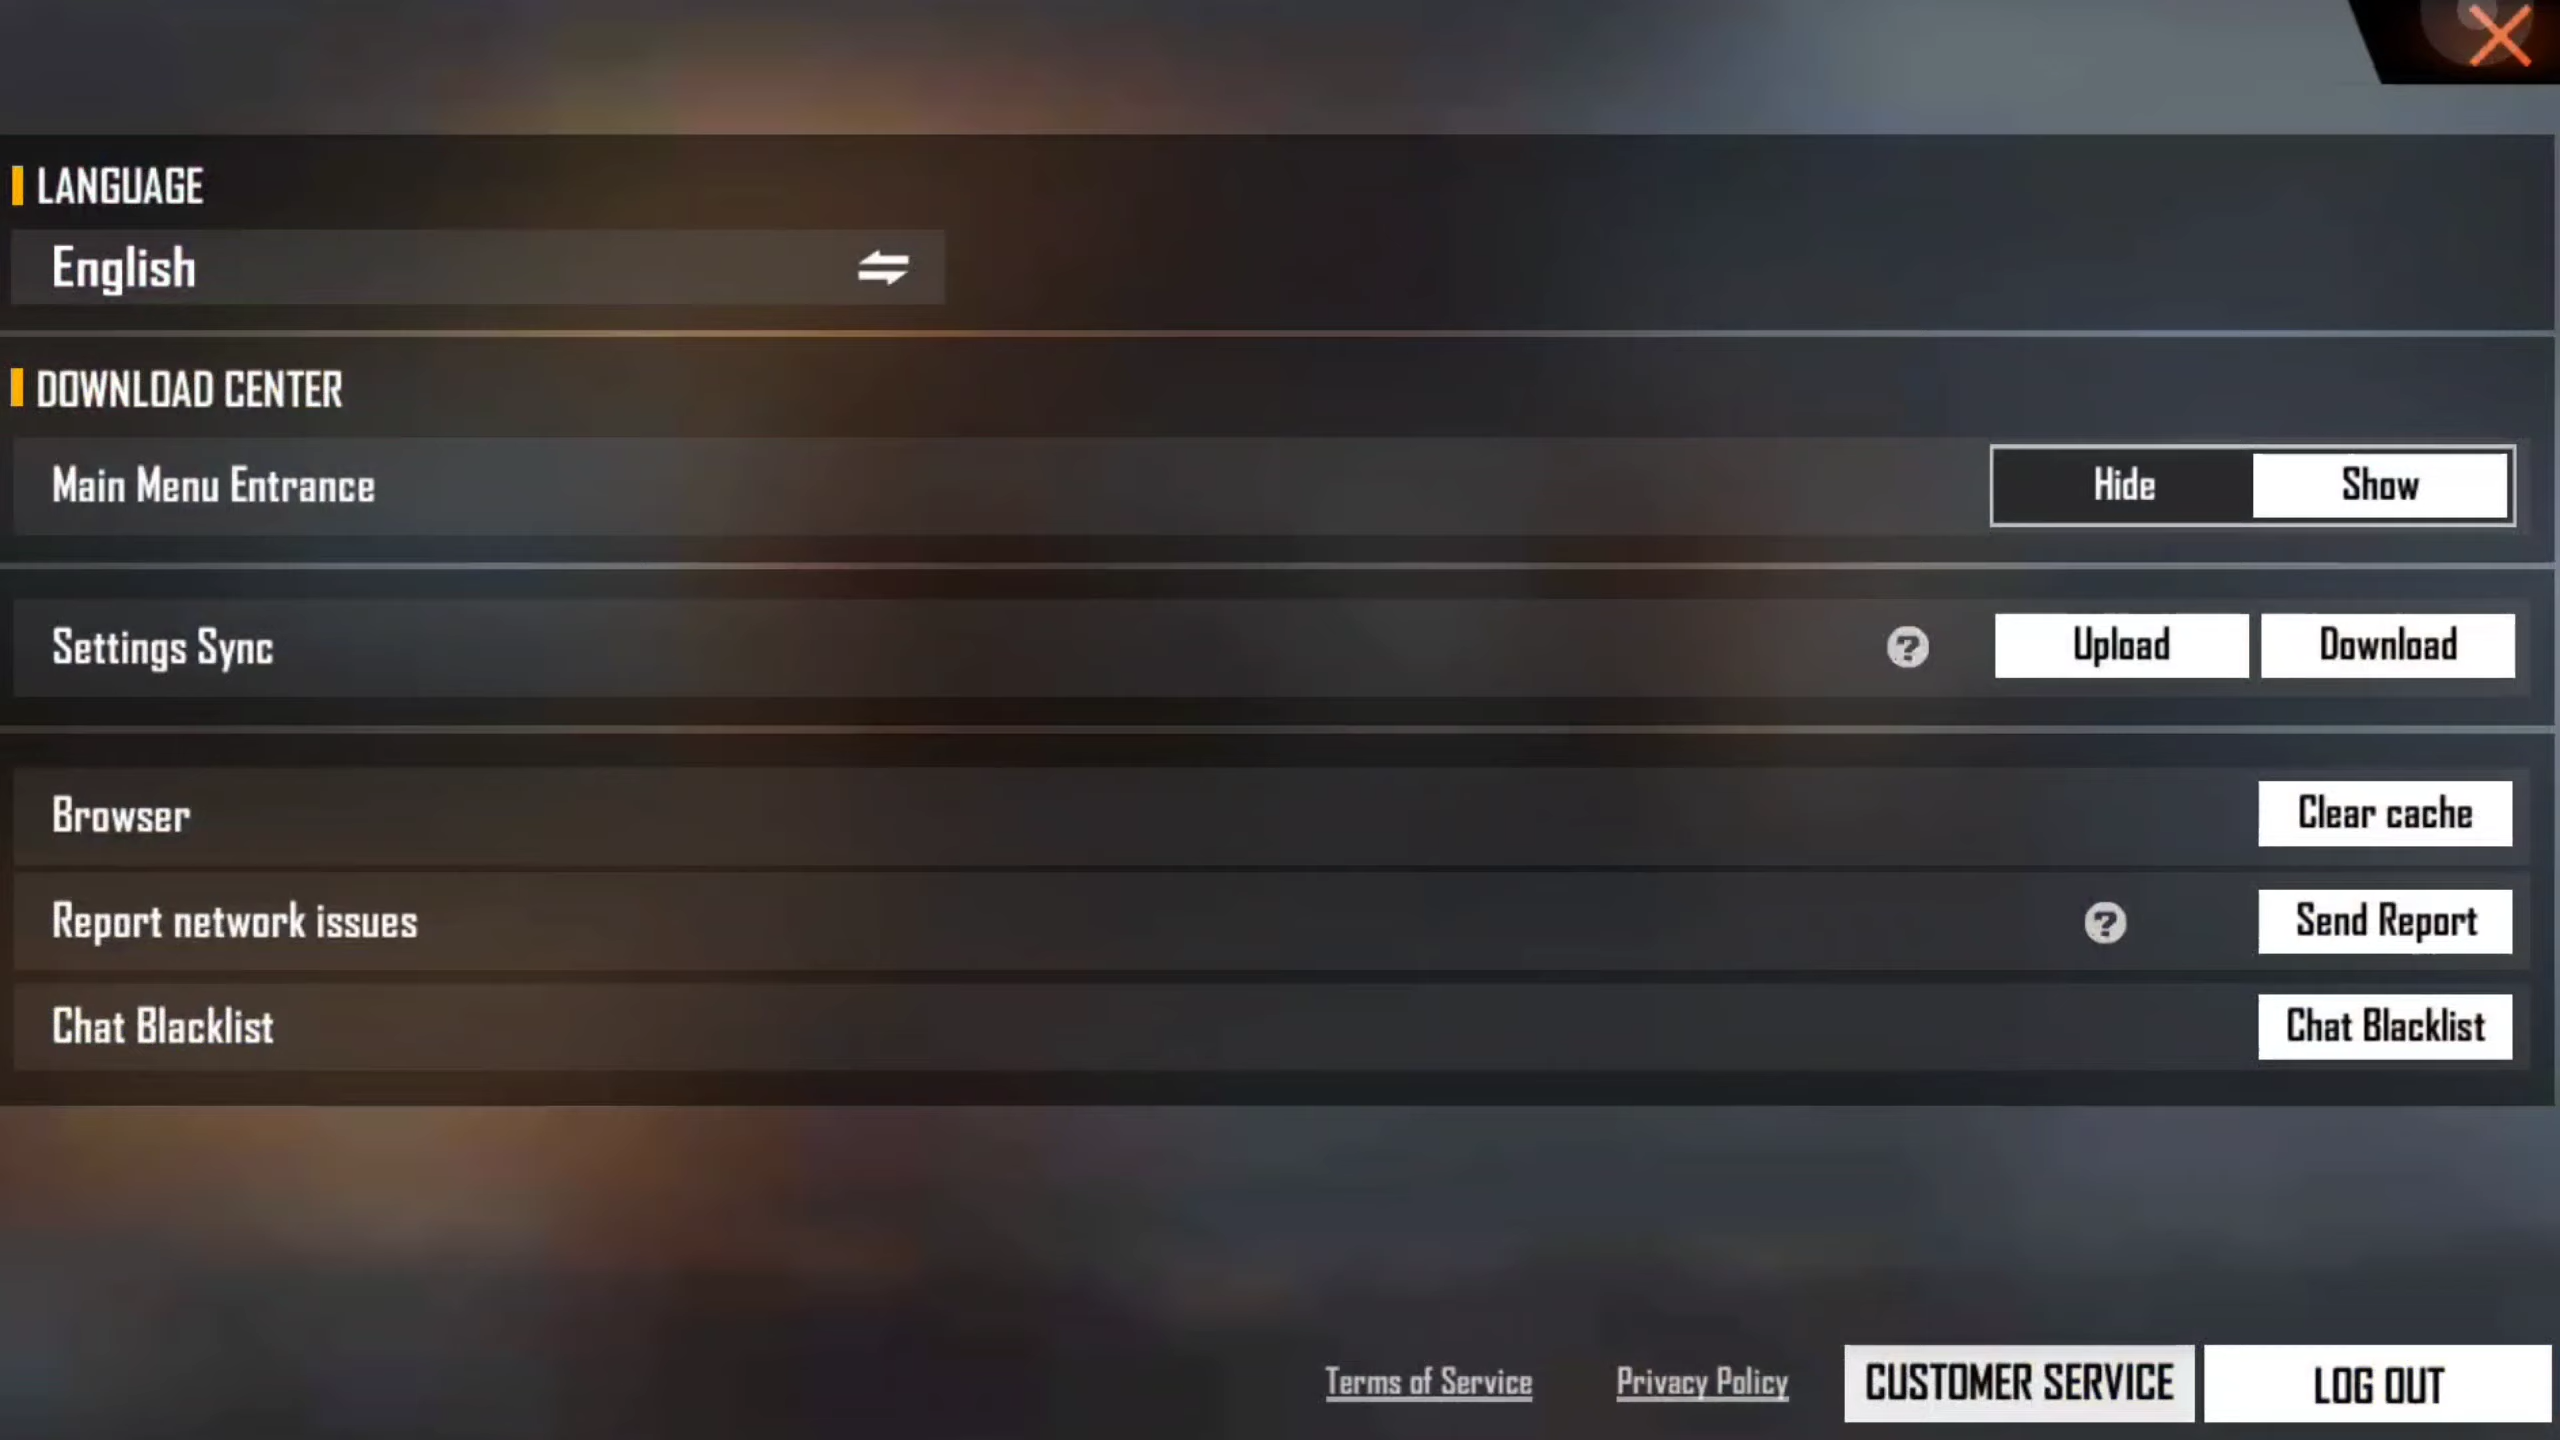 LANGUAGE
English
DOWNLOAD CENTER
Main Menu Entrance
Hide
Show
Settings Sync
?
Upload
Download
Browser
Clear cache
Report network issues
?
Send Report
Chat Blacklist
Chat Blacklist
Terms of Service
Privacy Policy
CUSTOMER SERVICE
LOG OUT